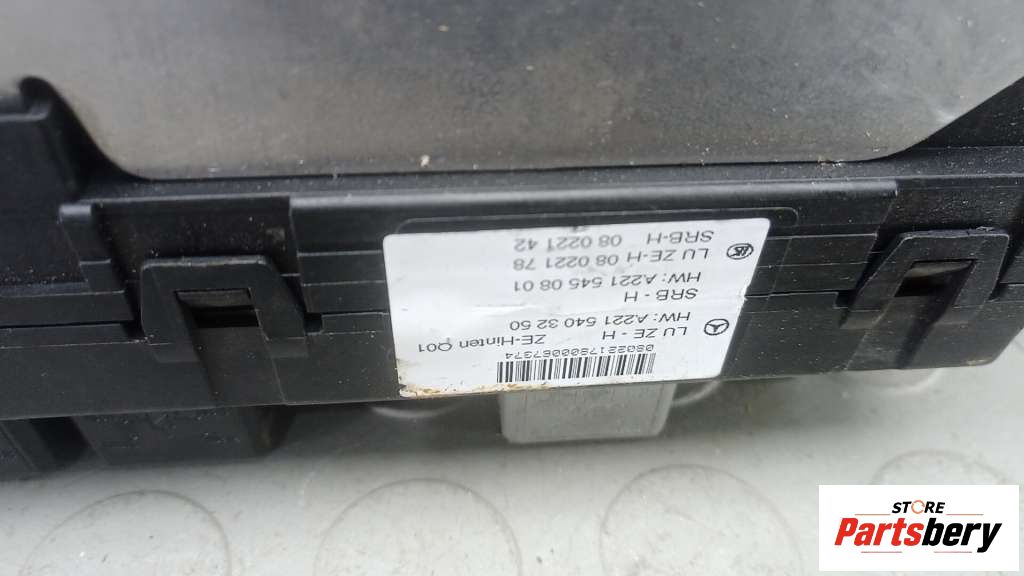 08022178000067374
LU ZE - H ZE-Hinten Q01
HW: A221 540 32 50
SRB - H
HW: A221 545 08 01
LU ZE-H 08 0221 78
SRB-H 08 0221 42
STORE
Partsbery